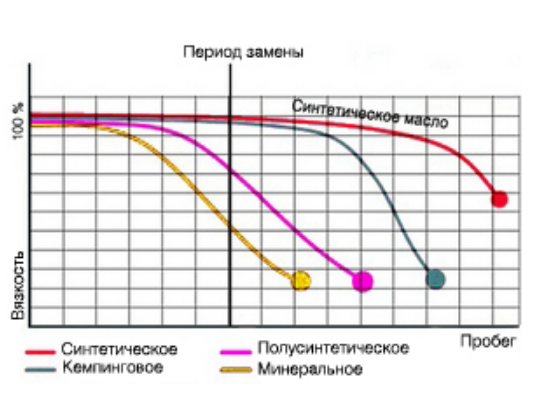 Период замены
100 %
Синтетическое масло
Вязкость
Пробег
Синтетическое
Полусинтетическое
Кемпинговое
Минеральное